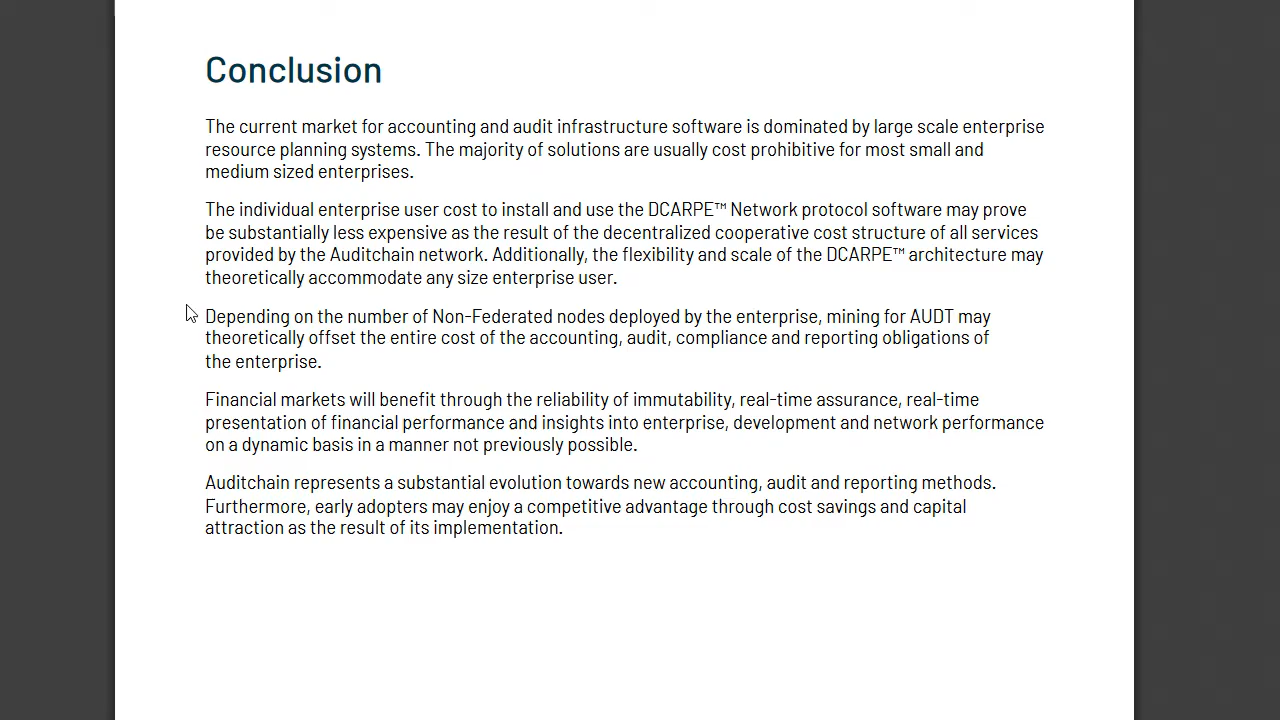 Conclusion
The current market for accounting and audit infrastructure software is dominated by large scale enterprise
resource planning systems. The majority of solutions are usually cost prohibitive for most small and
medium sized enterprises.
The individual enterprise user cost to install and use the DCARPE™ Network protocol software may prove
be substantially less expensive as the result of the decentralized cooperative cost structure of all services
provided by the Auditchain network. Additionally, the flexibility and scale of the DCARPE™ architecture may
theoretically accommodate any size enterprise user.
Depending on the number of Non-Federated nodes deployed by the enterprise, mining for AUDT may
theoretically offset the entire cost of the accounting, audit, compliance and reporting obligations of
the enterprise.
Financial markets will benefit through the reliability of immutability, real-time assurance, real-time
presentation of financial performance and insights into enterprise, development and network performance
on a dynamic basis in a manner not previously possible.
Auditchain represents a substantial evolution towards new accounting, audit and reporting methods.
Furthermore, early adopters may enjoy a competitive advantage through cost savings and capital
attraction as the result of its implementation.